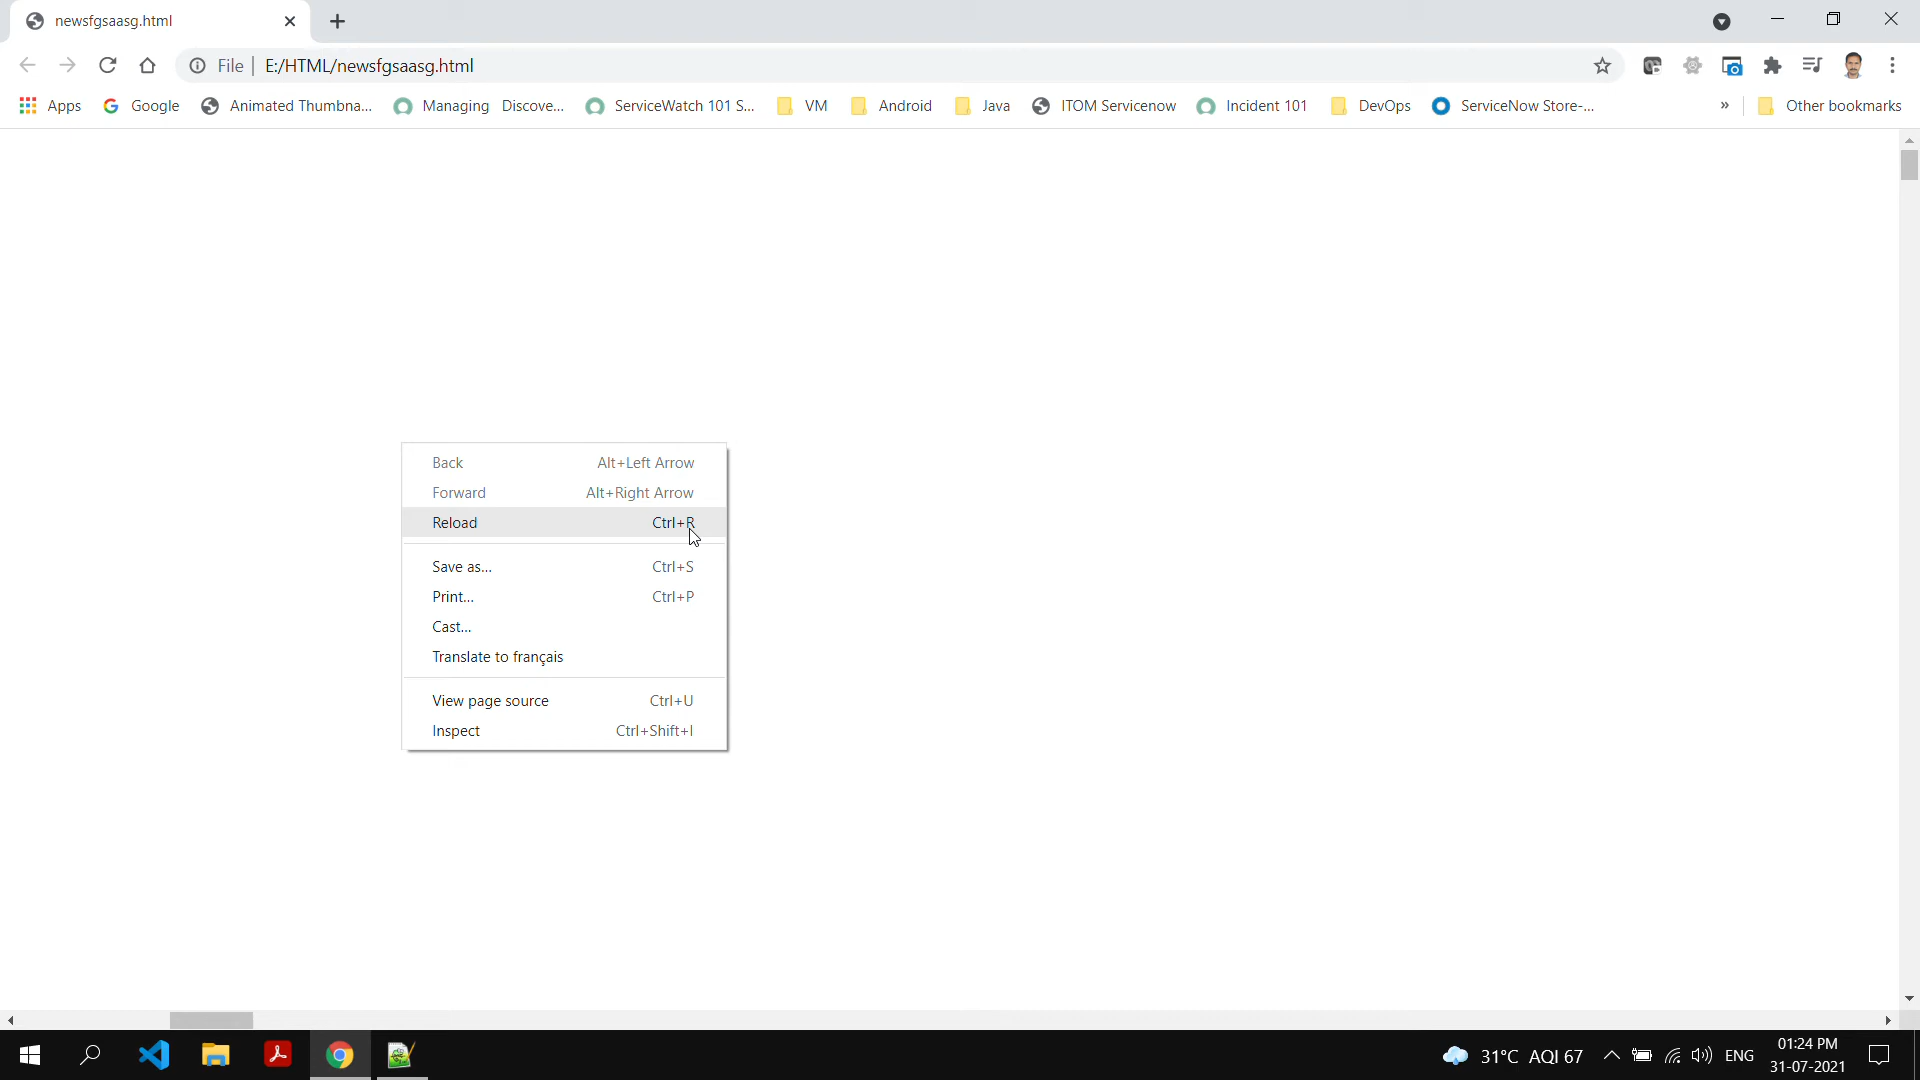 newsfgsaasg.html
File | E:/HTML/newsfgsaasg.html
Apps Google Animated Thumbna... Managing Discove... ServiceWatch 101 S... VM Android Java ITOM Servicenow Incident 101 DevOps ServiceNow Store-... » Other bookmarks
Back Alt+Left Arrow
Forward Alt+Right Arrow
Reload Ctrl+R
Save as... Ctrl+S
Print... Ctrl+P
Cast...
Translate to français
View page source Ctrl+U
Inspect Ctrl+Shift+I
31°C AQI 67 ENG 01:24 PM
31-07-2021